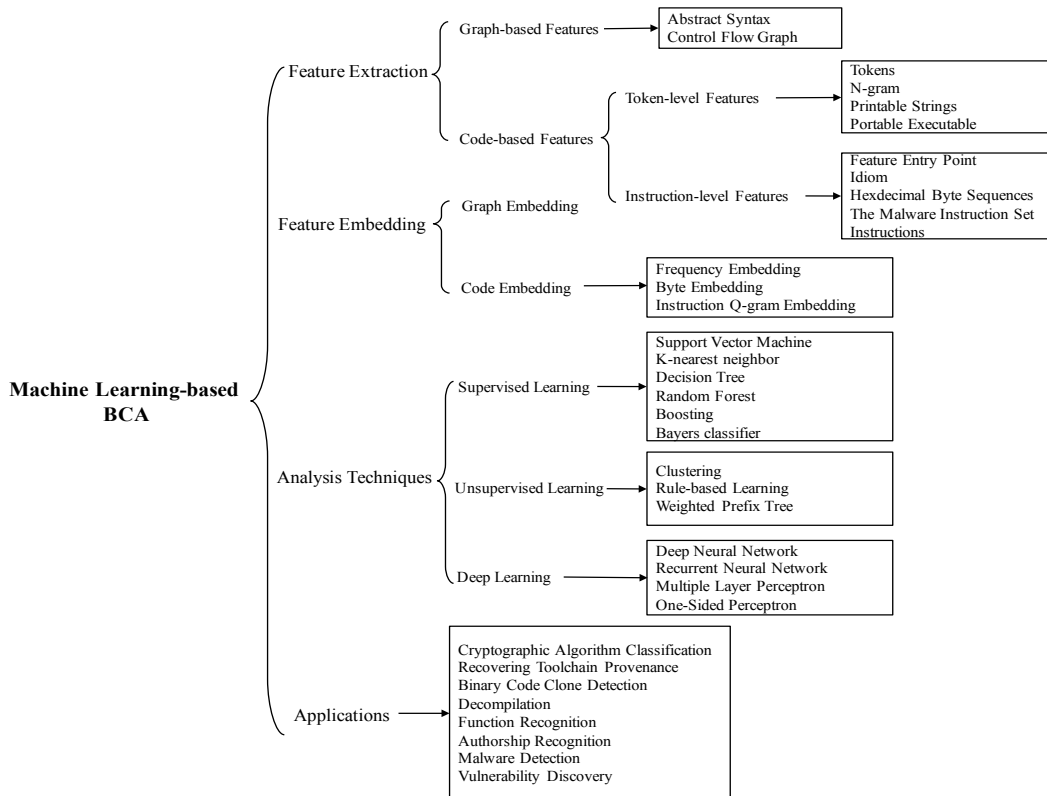 Machine Learning-based
BCA
Feature Extraction
Graph-based Features
Abstract Syntax
Control Flow Graph
Code-based Features
Token-level Features
Tokens
N-gram
Printable Strings
Portable Executable
Instruction-level Features
Feature Entry Point
Idiom
Hexdecimal Byte Sequences
The Malware Instruction Set
Instructions
Feature Embedding
Graph Embedding
Code Embedding
Frequency Embedding
Byte Embedding
Instruction Q-gram Embedding
Analysis Techniques
Supervised Learning
Support Vector Machine
K-nearest neighbor
Decision Tree
Random Forest
Boosting
Bayers classifier
Unsupervised Learning
Clustering
Rule-based Learning
Weighted Prefix Tree
Deep Learning
Deep Neural Network
Recurrent Neural Network
Multiple Layer Perceptron
One-Sided Perceptron
Applications
Cryptographic Algorithm Classification
Recovering Toolchain Provenance
Binary Code Clone Detection
Decompilation
Function Recognition
Authorship Recognition
Malware Detection
Vulnerability Discovery